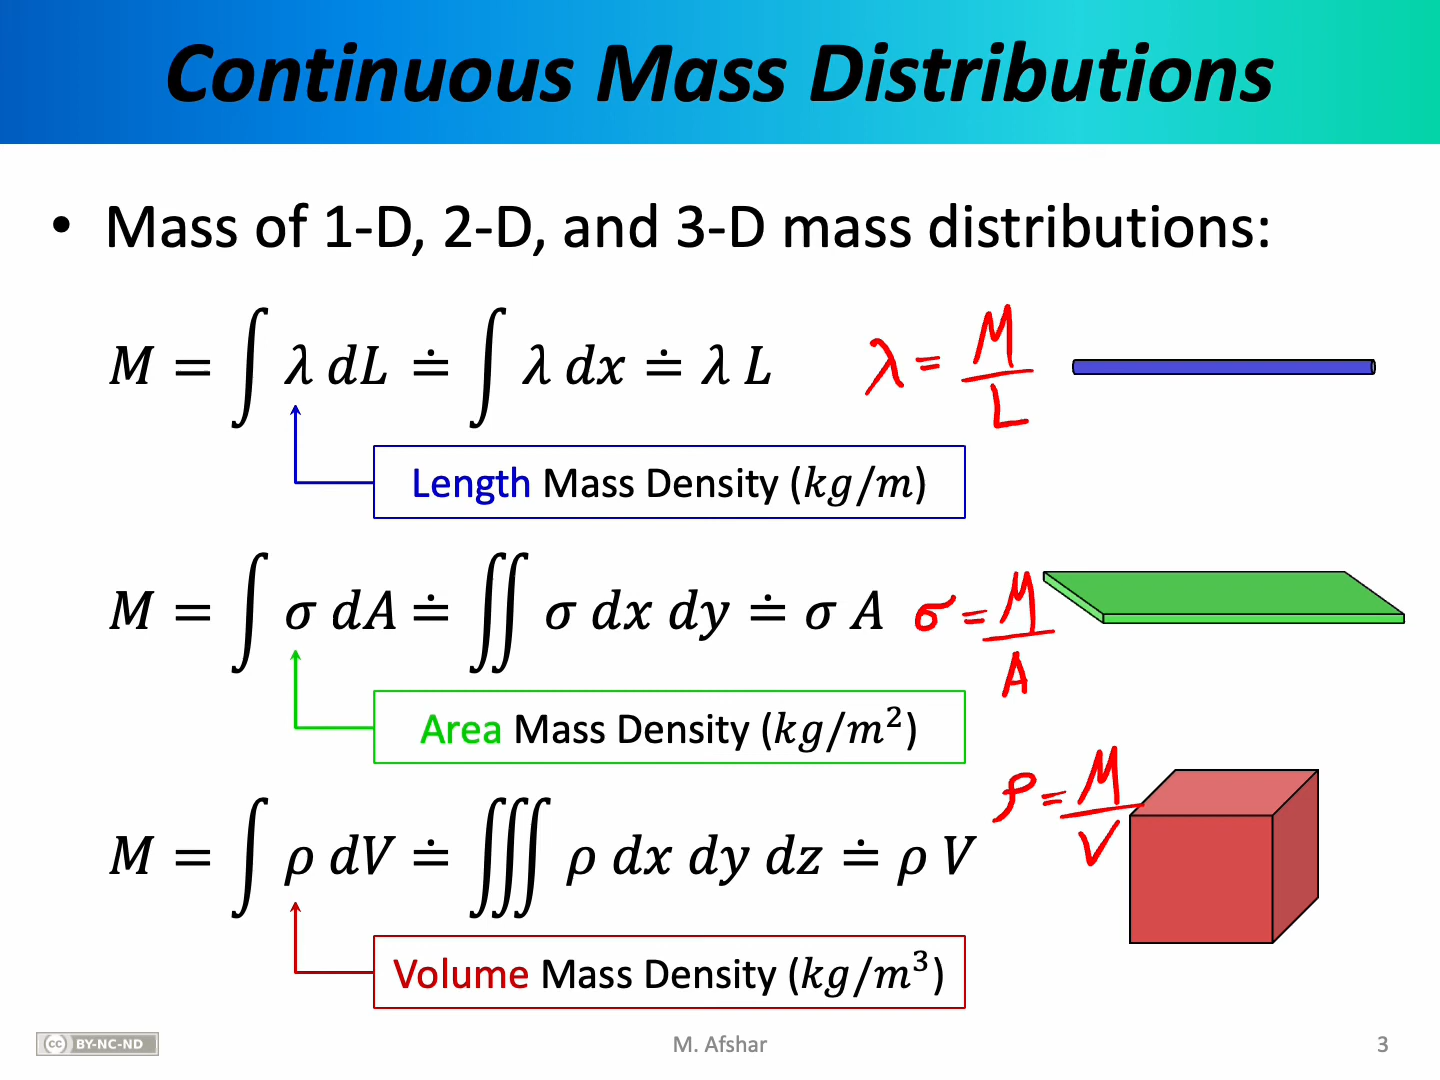 Continuous Mass Distributions
• Mass of 1-D, 2-D, and 3-D mass distributions:
M = ∫ λ dL ≐ ∫ λ dx ≐ λ L λ = M/L
Length Mass Density (kg/m)
M = ∫ σ dA ≐ ∬ σ dx dy ≐ σ A σ = M/A
Area Mass Density (kg/m²)
M = ∫ ρ dV ≐ ∭ ρ dx dy dz ≐ ρ V ρ = M/V
Volume Mass Density (kg/m³)
cc BY-NC-ND M. Afshar 3